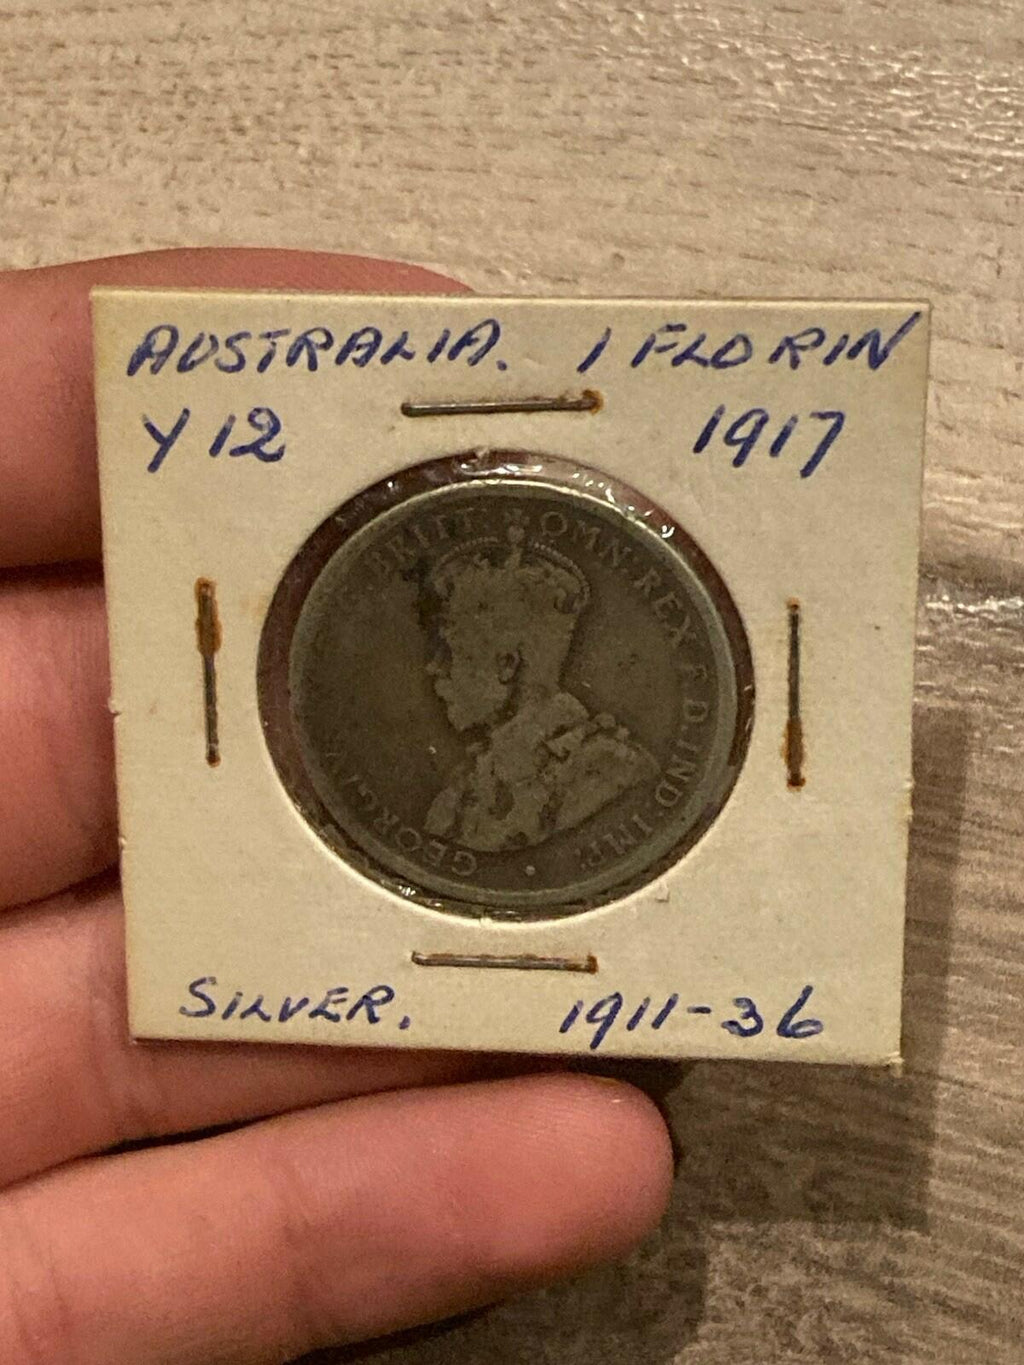 AUSTRALIA. 1 FLORIN
Y12 1917
GEORGIVS V D.G. BRITT: OMN: REX F.D. IND: IMP:
SILVER. 1911-36